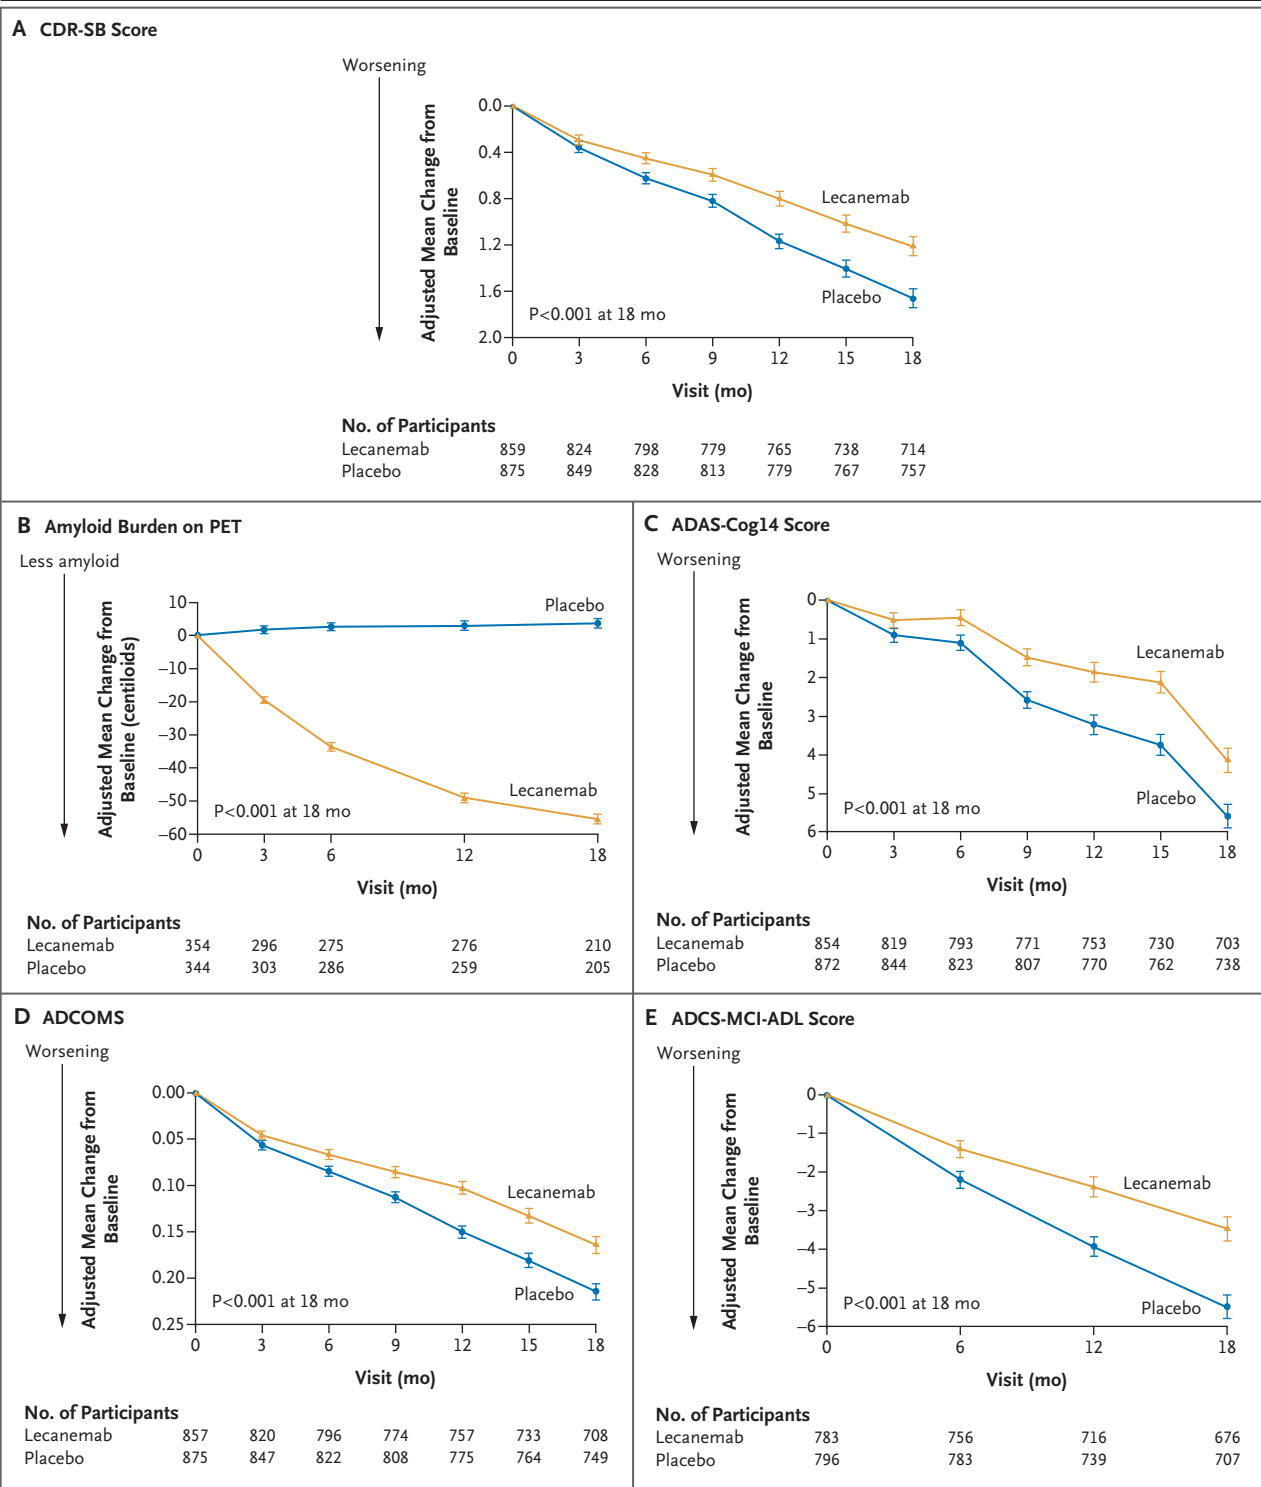 A CDR-SB Score
Worsening
Adjusted Mean Change from
Baseline
0.0
0.4
0.8
1.2
1.6
2.0
Lecanemab
Placebo
P<0.001 at 18 mo
0 3 6 9 12 15 18
Visit (mo)
No. of Participants
Lecanemab 859 824 798 779 765 738 714
Placebo 875 849 828 813 779 767 757
B Amyloid Burden on PET
Less amyloid
Adjusted Mean Change from
Baseline (centiloids)
10
0
−10
−20
−30
−40
−50
−60
Placebo
Lecanemab
P<0.001 at 18 mo
0 3 6 12 18
Visit (mo)
No. of Participants
Lecanemab 354 296 275 276 210
Placebo 344 303 286 259 205
C ADAS-Cog14 Score
Worsening
Adjusted Mean Change from
Baseline
0
1
2
3
4
5
6
Lecanemab
Placebo
P<0.001 at 18 mo
0 3 6 9 12 15 18
Visit (mo)
No. of Participants
Lecanemab 854 819 793 771 753 730 703
Placebo 872 844 823 807 770 762 738
D ADCOMS
Worsening
Adjusted Mean Change from
Baseline
0.00
0.05
0.10
0.15
0.20
0.25
Lecanemab
Placebo
P<0.001 at 18 mo
0 3 6 9 12 15 18
Visit (mo)
No. of Participants
Lecanemab 857 820 796 774 757 733 708
Placebo 875 847 822 808 775 764 749
E ADCS-MCI-ADL Score
Worsening
Adjusted Mean Change from
Baseline
0
−1
−2
−3
−4
−5
−6
Lecanemab
Placebo
P<0.001 at 18 mo
0 6 12 18
Visit (mo)
No. of Participants
Lecanemab 783 756 716 676
Placebo 796 783 739 707